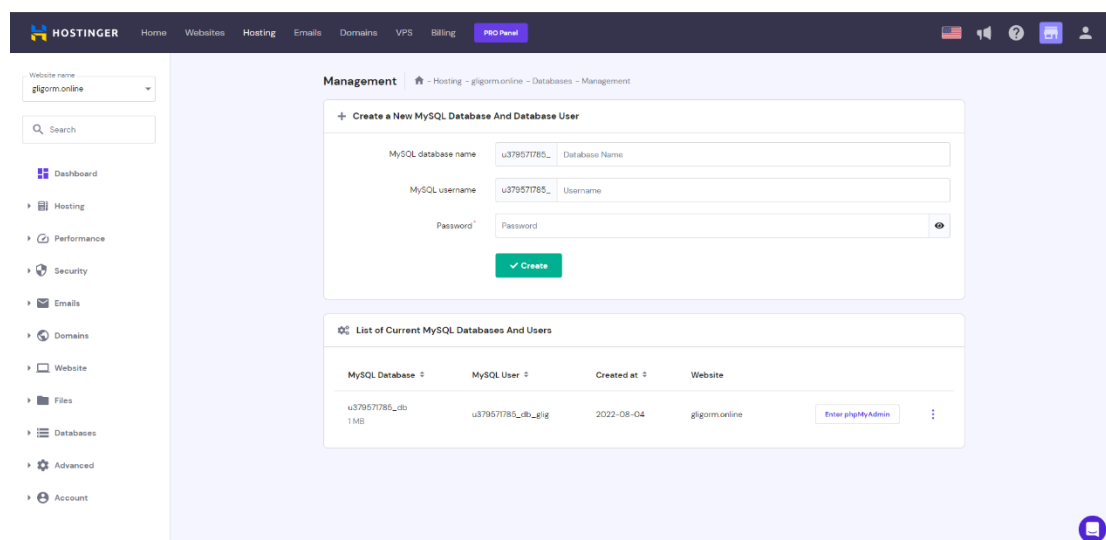 HOSTINGER Home Websites Hosting Emails Domains VPS Billing PRO Panel
Website name
gligorm.online
Search
Dashboard
Hosting
Performance
Security
Emails
Domains
Website
Files
Databases
Advanced
Account
Management - Hosting - gligorm.online - Databases - Management
Create a New MySQL Database And Database User
MySQL database name u379571785_ Database Name
MySQL username u379571785_ Username
Password* Password
Create
List of Current MySQL Databases And Users
MySQL Database MySQL User Created at Website
u379571785_db u379571785_db_glig 2022-08-04 gligorm.online Enter phpMyAdmin
1 MB